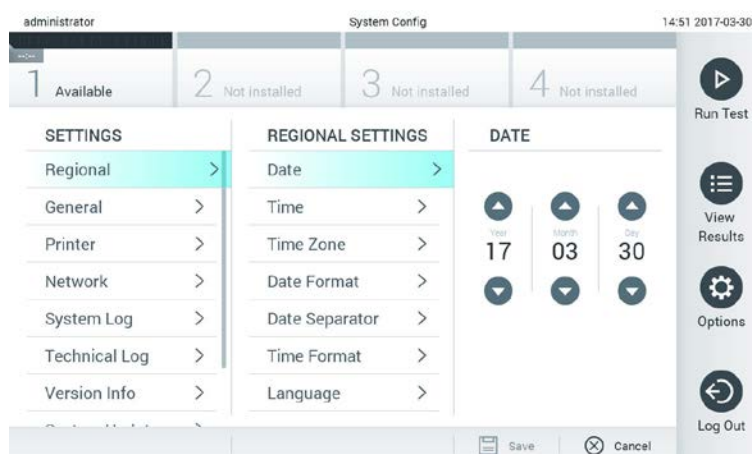 administrator System Config 14:51 2017-03-30
--:--
1 Available 2 Not installed 3 Not installed 4 Not installed
Run Test
SETTINGS
Regional
General
Printer
Network
System Log
Technical Log
Version Info
REGIONAL SETTINGS
Date
Time
Time Zone
Date Format
Date Separator
Time Format
Language
DATE
Year Month Day
17 03 30
View
Results
Options
Log Out
Save Cancel